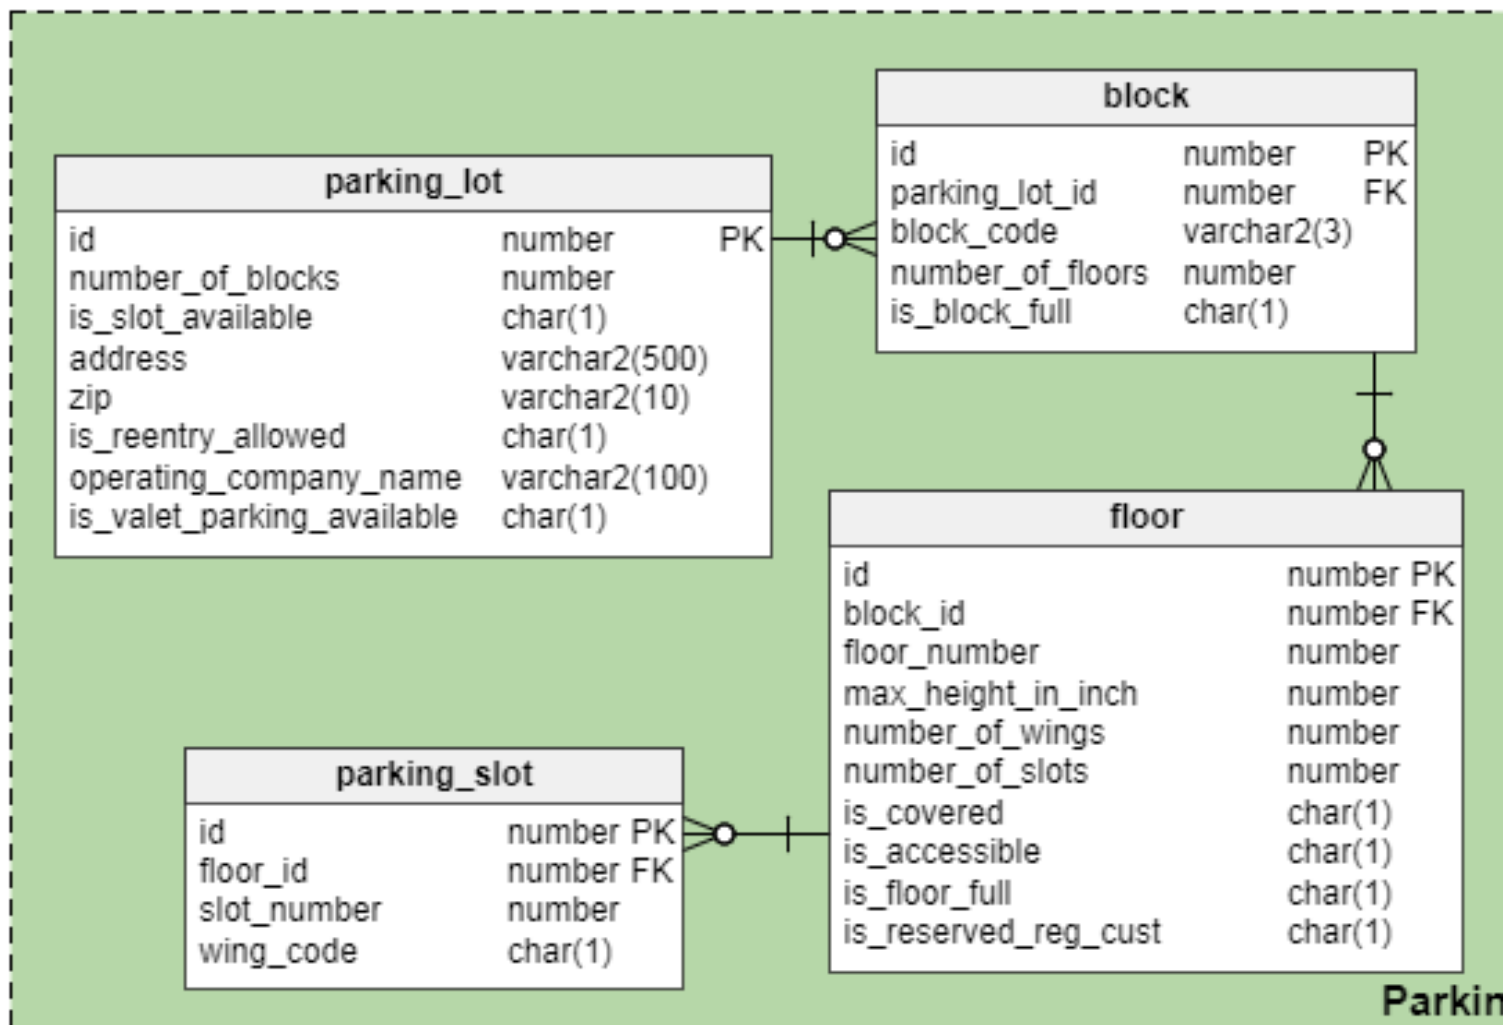 block
id number PK
parking_lot_id number FK
block_code varchar2(3)
number_of_floors number
is_block_full char(1)
parking_lot
id number PK
number_of_blocks number
is_slot_available char(1)
address varchar2(500)
zip varchar2(10)
is_reentry_allowed char(1)
operating_company_name varchar2(100)
is_valet_parking_available char(1)
floor
id number PK
block_id number FK
floor_number number
max_height_in_inch number
number_of_wings number
number_of_slots number
is_covered char(1)
is_accessible char(1)
is_floor_full char(1)
is_reserved_reg_cust char(1)
parking_slot
id number PK
floor_id number FK
slot_number number
wing_code char(1)
Parkin